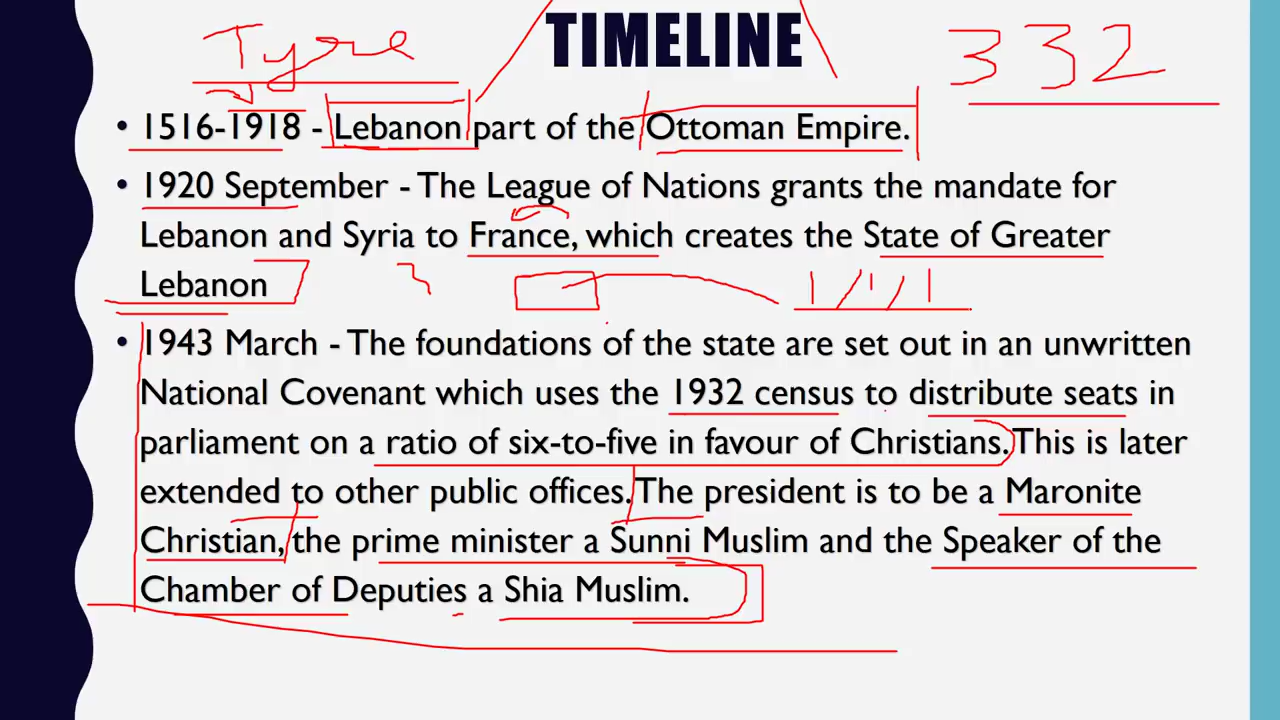 TIMELINE
Tyre
332
• 1516-1918 - Lebanon part of the Ottoman Empire.
• 1920 September - The League of Nations grants the mandate for
Lebanon and Syria to France, which creates the State of Greater
Lebanon
• 1943 March - The foundations of the state are set out in an unwritten
National Covenant which uses the 1932 census to distribute seats in
parliament on a ratio of six-to-five in favour of Christians. This is later
extended to other public offices. The president is to be a Maronite
Christian, the prime minister a Sunni Muslim and the Speaker of the
Chamber of Deputies a Shia Muslim.